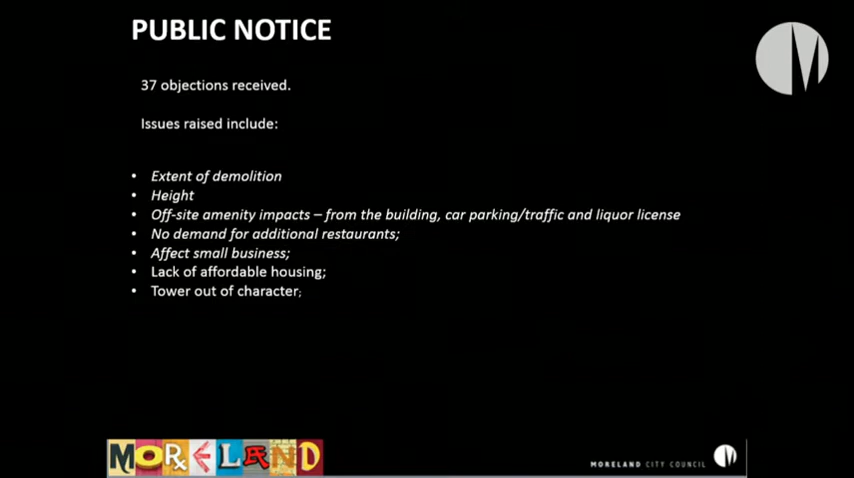 PUBLIC NOTICE
37 objections received.
Issues raised include:
• Extent of demolition
• Height
• Off-site amenity impacts – from the building, car parking/traffic and liquor license
• No demand for additional restaurants;
• Affect small business;
• Lack of affordable housing;
• Tower out of character;
MORELAND
MORELAND CITY COUNCIL